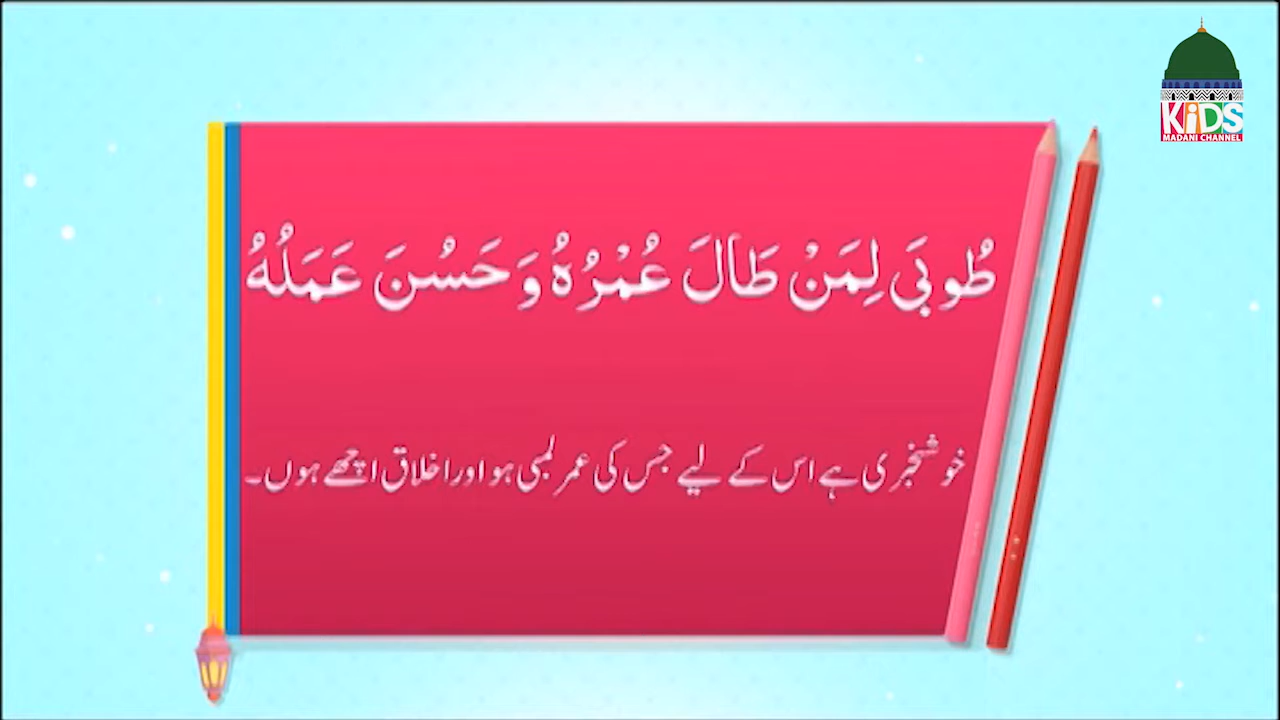 KiDS
MADANI CHANNEL
طُوبَى لِمَنْ طَالَ عُمْرُهُ وَحَسُنَ عَمَلُهُ
خوشخبری ہے اس کے لیے جس کی عمر لمبی ہو اور اخلاق اچھے ہوں۔